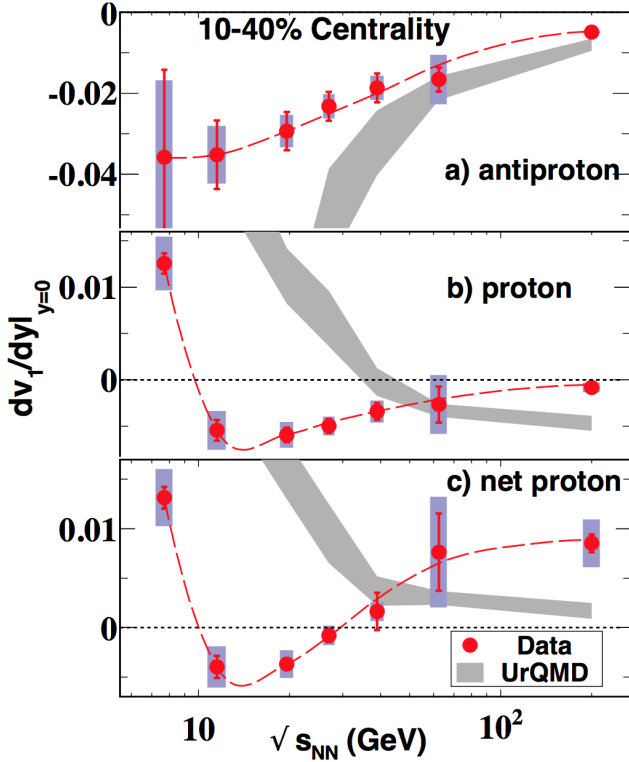 10-40% Centrality
0
-0.02
-0.04
a) antiproton
0.01
b) proton
0
dv₁/dy|y=0
c) net proton
0.01
0
Data
UrQMD
10
10²
√ sNN (GeV)